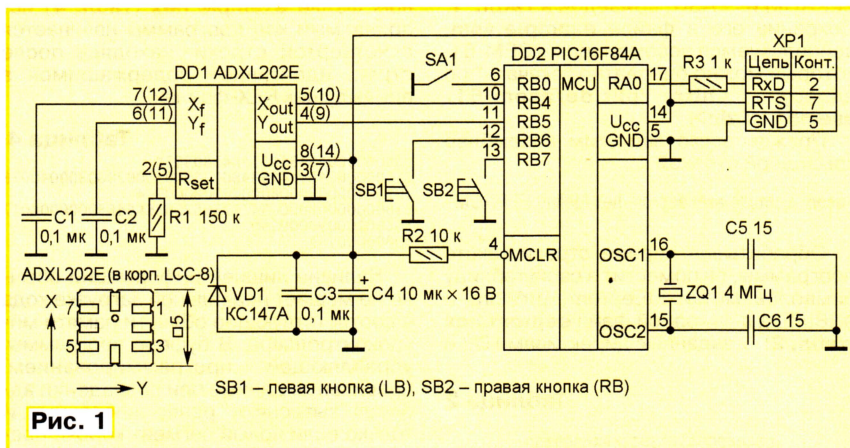 DD1 ADXL202E
7(12)
6(11)
2(5)
Xf
Yf
Rset
Xout
Yout
Ucc
GND
5(10)
4(9)
8(14)
3(7)
C1
0,1 мк
C2
0,1 мк
R1 150 к
SA1
DD2 PIC16F84A
6
10
11
12
13
RB0
RB4
RB5
RB6
RB7
MCU
RA0
Ucc
GND
17
14
5
R3 1 к
XP1
Цепь Конт.
RxD 2
RTS 7
GND 5
SB1
SB2
R2 10 к
4
MCLR
OSC1
OSC2
16
15
C5 15
ZQ1 4 МГц
C6 15
VD1
КС147А
C3
0,1 мк
+
C4 10 мк × 16 В
ADXL202E (в корп. LCC-8)
X
7
1
5
3
□5
Y
SB1 – левая кнопка (LB), SB2 – правая кнопка (RB)
Рис. 1